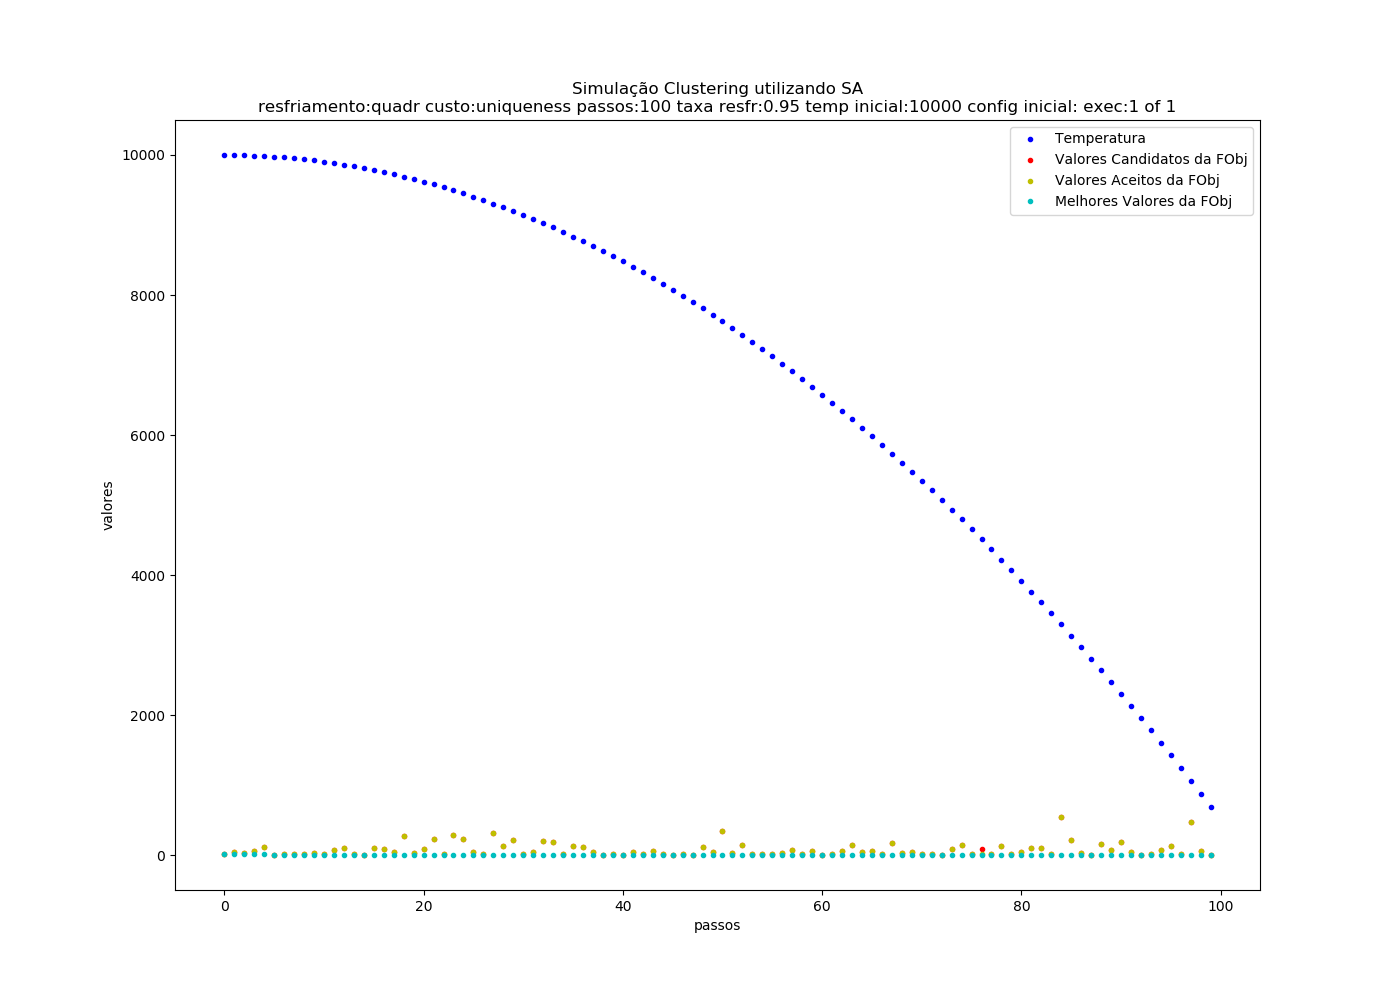 Simulação Clustering utilizando SA
resfriamento:quadr custo:uniqueness passos:100 taxa resfr:0.95 temp inicial:10000 config inicial: exec:1 of 1
Temperatura
Valores Candidatos da FObj
Valores Aceitos da FObj
Melhores Valores da FObj
10000
8000
6000
4000
2000
0
valores
0 20 40 60 80 100
passos